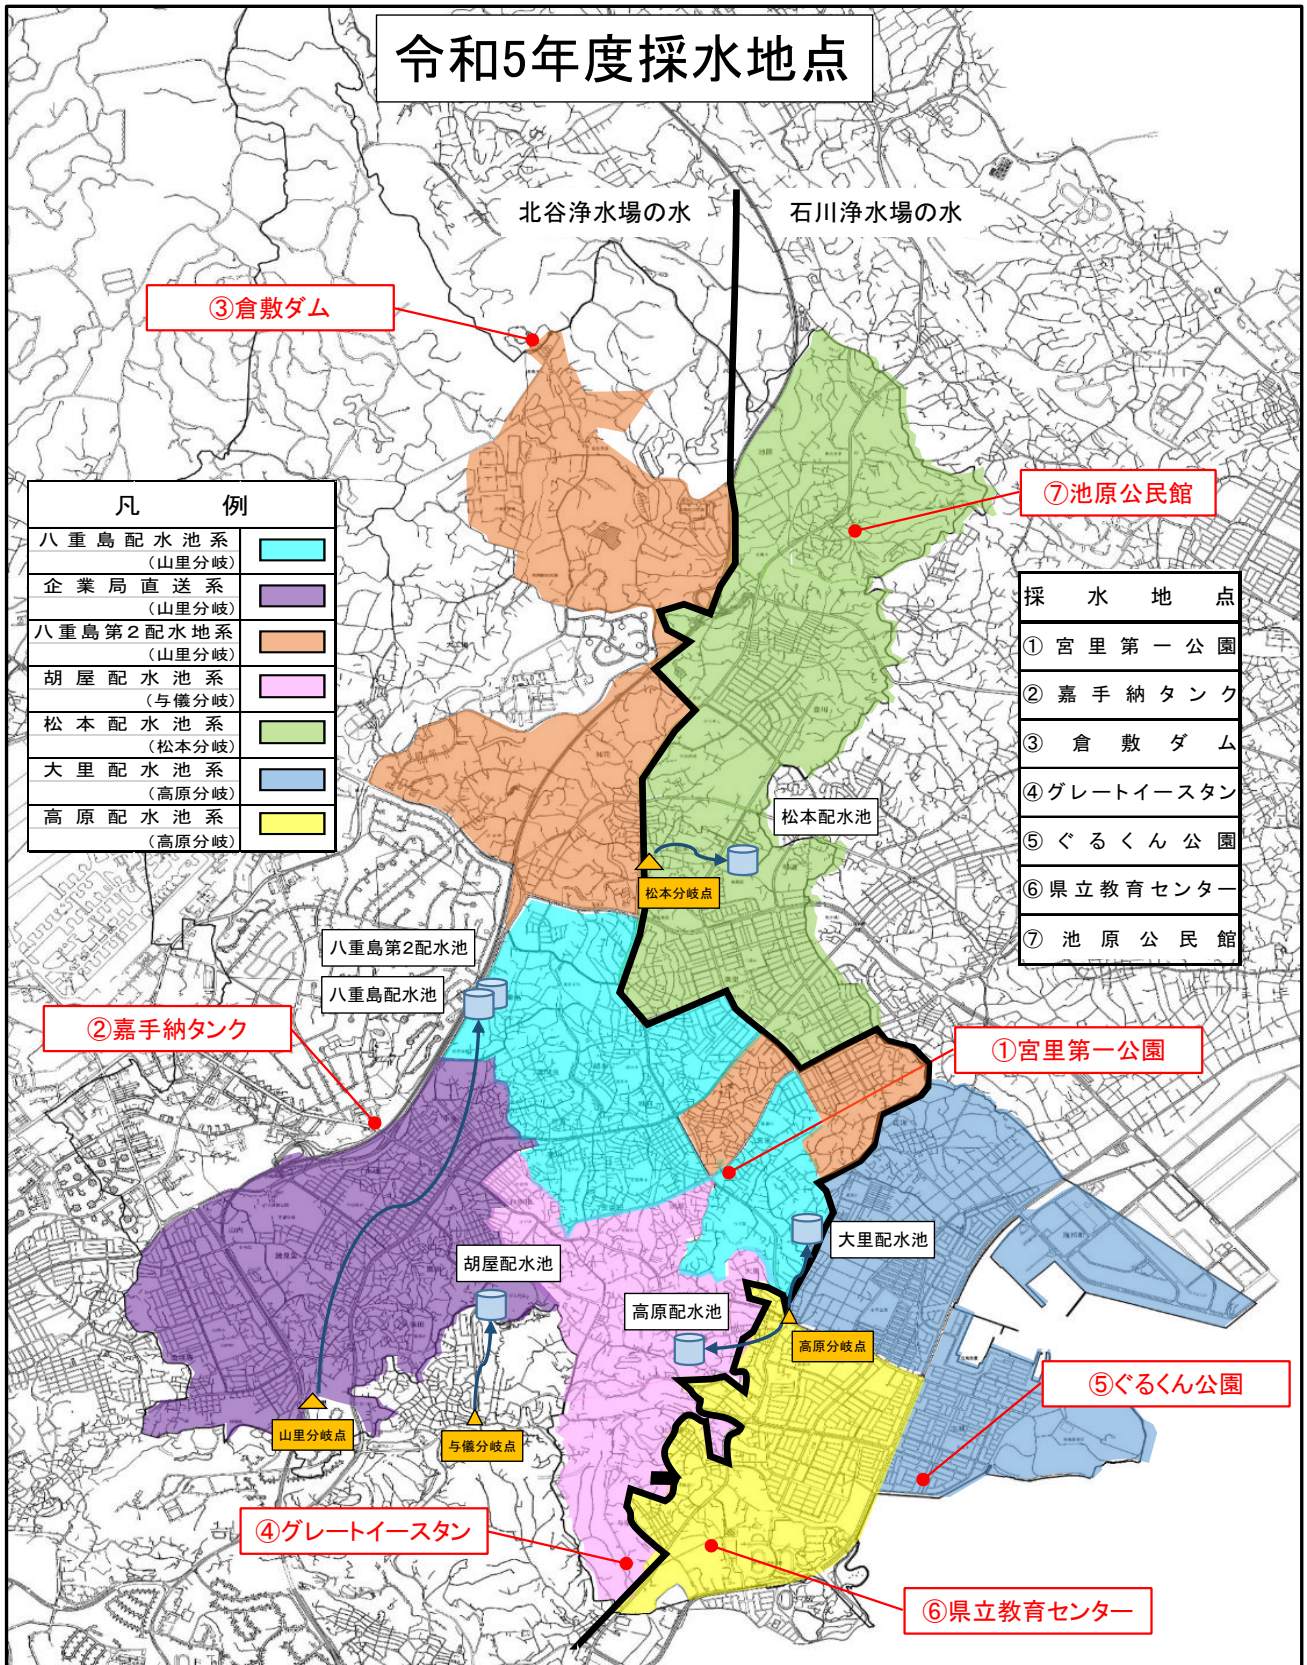 令和5年度採水地点
北谷浄水場の水
石川浄水場の水
③倉敷ダム
⑦池原公民館
凡 例
八重島配水池系
(山里分岐)
企業局直送系
(山里分岐)
八重島第2配水地系
(山里分岐)
胡屋配水池系
(与儀分岐)
松本配水池系
(松本分岐)
大里配水池系
(高原分岐)
高原配水池系
(高原分岐)
採水地点
①宮里第一公園
②嘉手納タンク
③倉敷ダム
④グレートイースタン
⑤ぐるくん公園
⑥県立教育センター
⑦池原公民館
松本配水池
松本分岐点
八重島第2配水池
八重島配水池
②嘉手納タンク
①宮里第一公園
大里配水池
胡屋配水池
高原配水池
高原分岐点
⑤ぐるくん公園
山里分岐点
与儀分岐点
④グレートイースタン
⑥県立教育センター